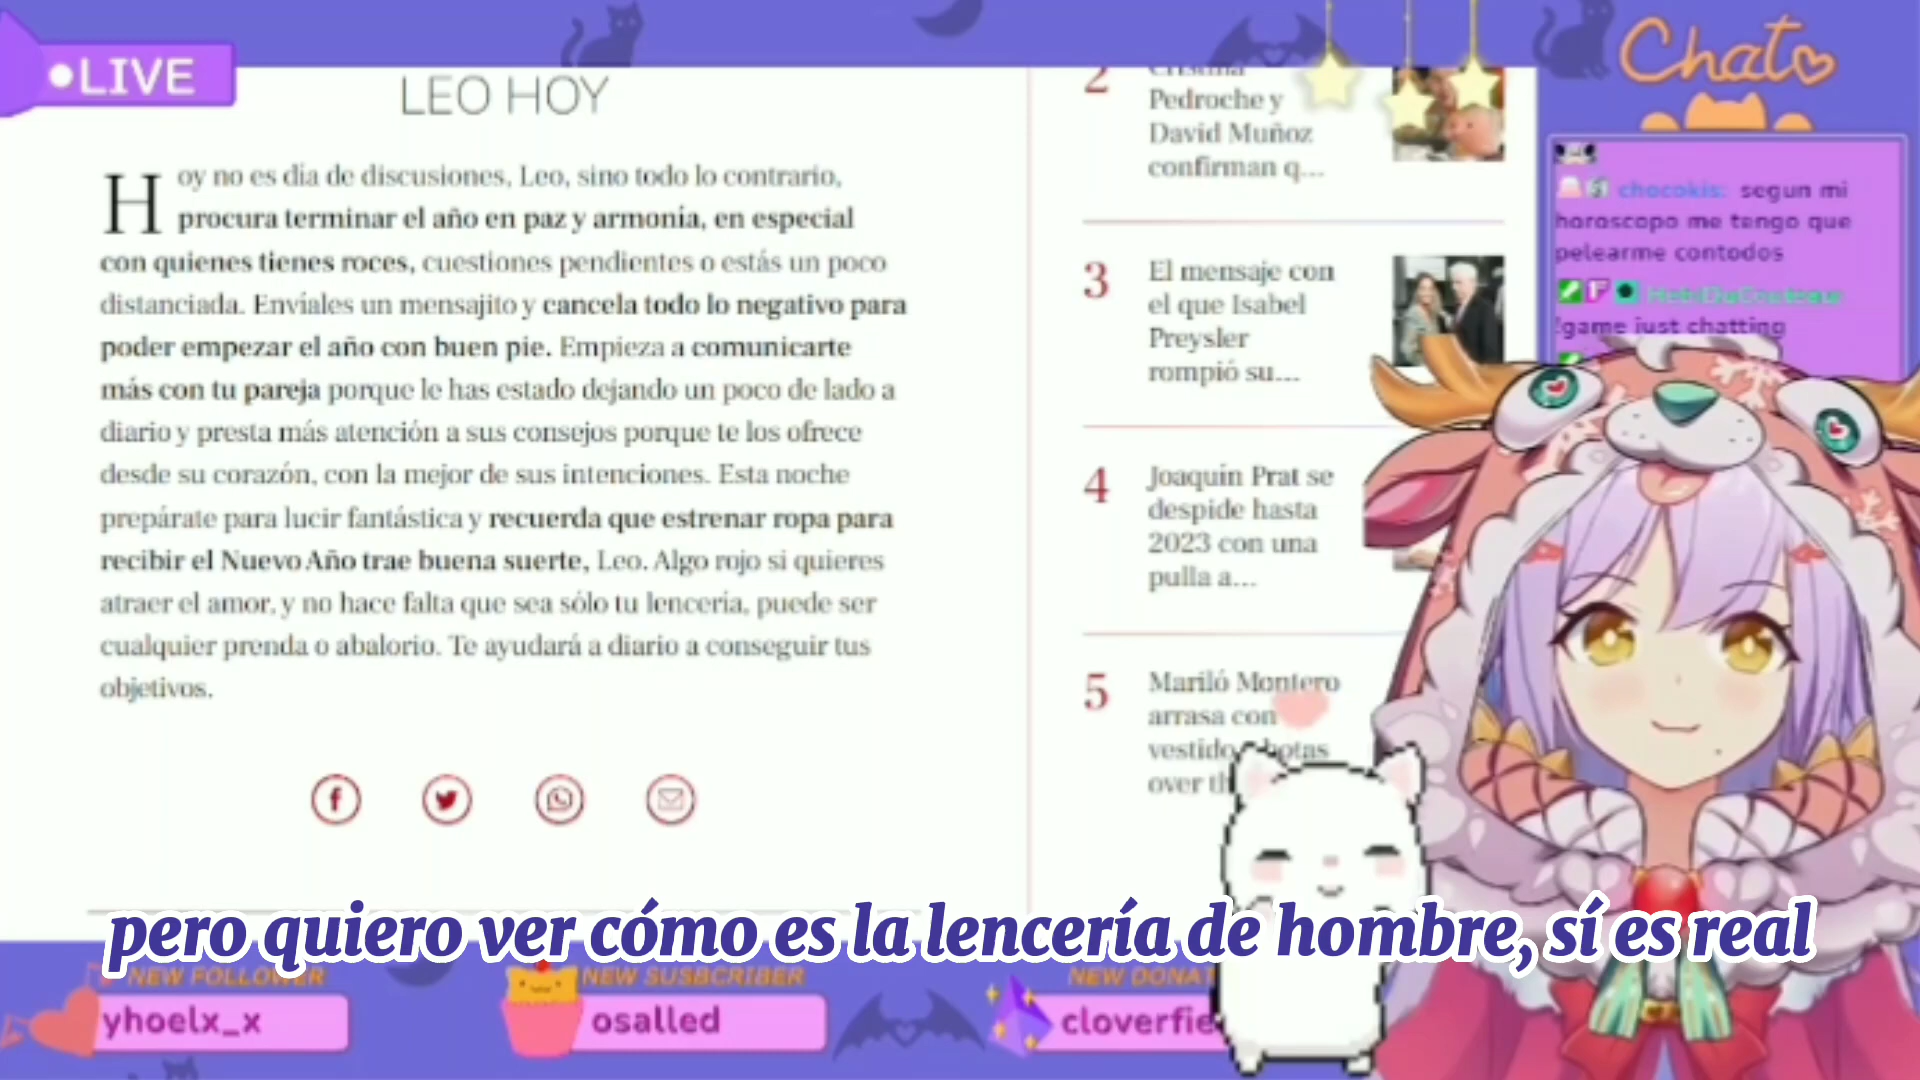 LIVE
LEO HOY
Hoy no es día de discusiones, Leo, sino todo lo contrario,
procura terminar el año en paz y armonía, en especial
con quienes tienes roces, cuestiones pendientes o estás un poco
distanciada. Envíales un mensajito y cancela todo lo negativo para
poder empezar el año con buen pie. Empieza a comunicarte
más con tu pareja porque le has estado dejando un poco de lado a
diario y presta más atención a sus consejos porque te los ofrece
desde su corazón, con la mejor de sus intenciones. Esta noche
prepárate para lucir fantástica y recuerda que estrenar ropa para
recibir el Nuevo Año trae buena suerte, Leo. Algo rojo si quieres
atraer el amor, y no hace falta que sea sólo tu lencería, puede ser
cualquier prenda o abalorio. Te ayudará a diario a conseguir tus
objetivos.
2
Cristina
Pedroche y
David Muñoz
confirman q...
3
El mensaje con
el que Isabel
Preysler
rompió su...
4
Joaquín Prat se
despide hasta
2023 con una
pulla a...
5
Mariló Montero
arrasa con
vestido y botas
over
Chat
chocokis: segun mi
horoscopo me tengo que
pelearme contodos
!game just chatting
pero quiero ver cómo es la lencería de hombre, sí es real
NEW FOLLOWER
yhoelx_x
NEW SUSBCRIBER
osalled
NEW DONAT
cloverfie